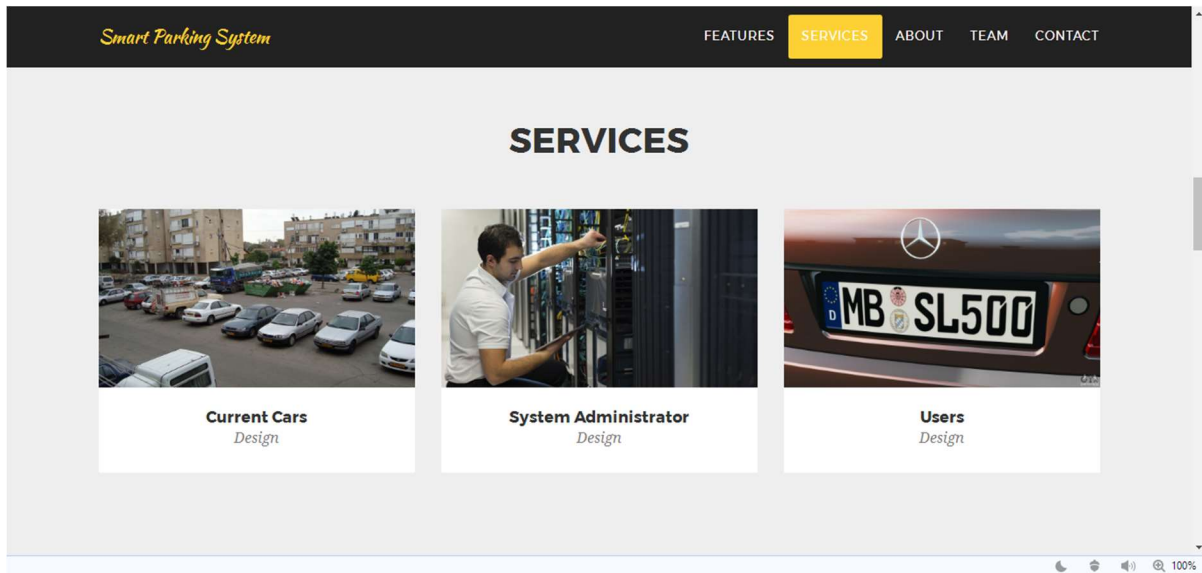 Smart Parking System
FEATURES SERVICES ABOUT TEAM CONTACT
SERVICES
D MB SL500
Current Cars
Design
System Administrator
Design
Users
Design
100%